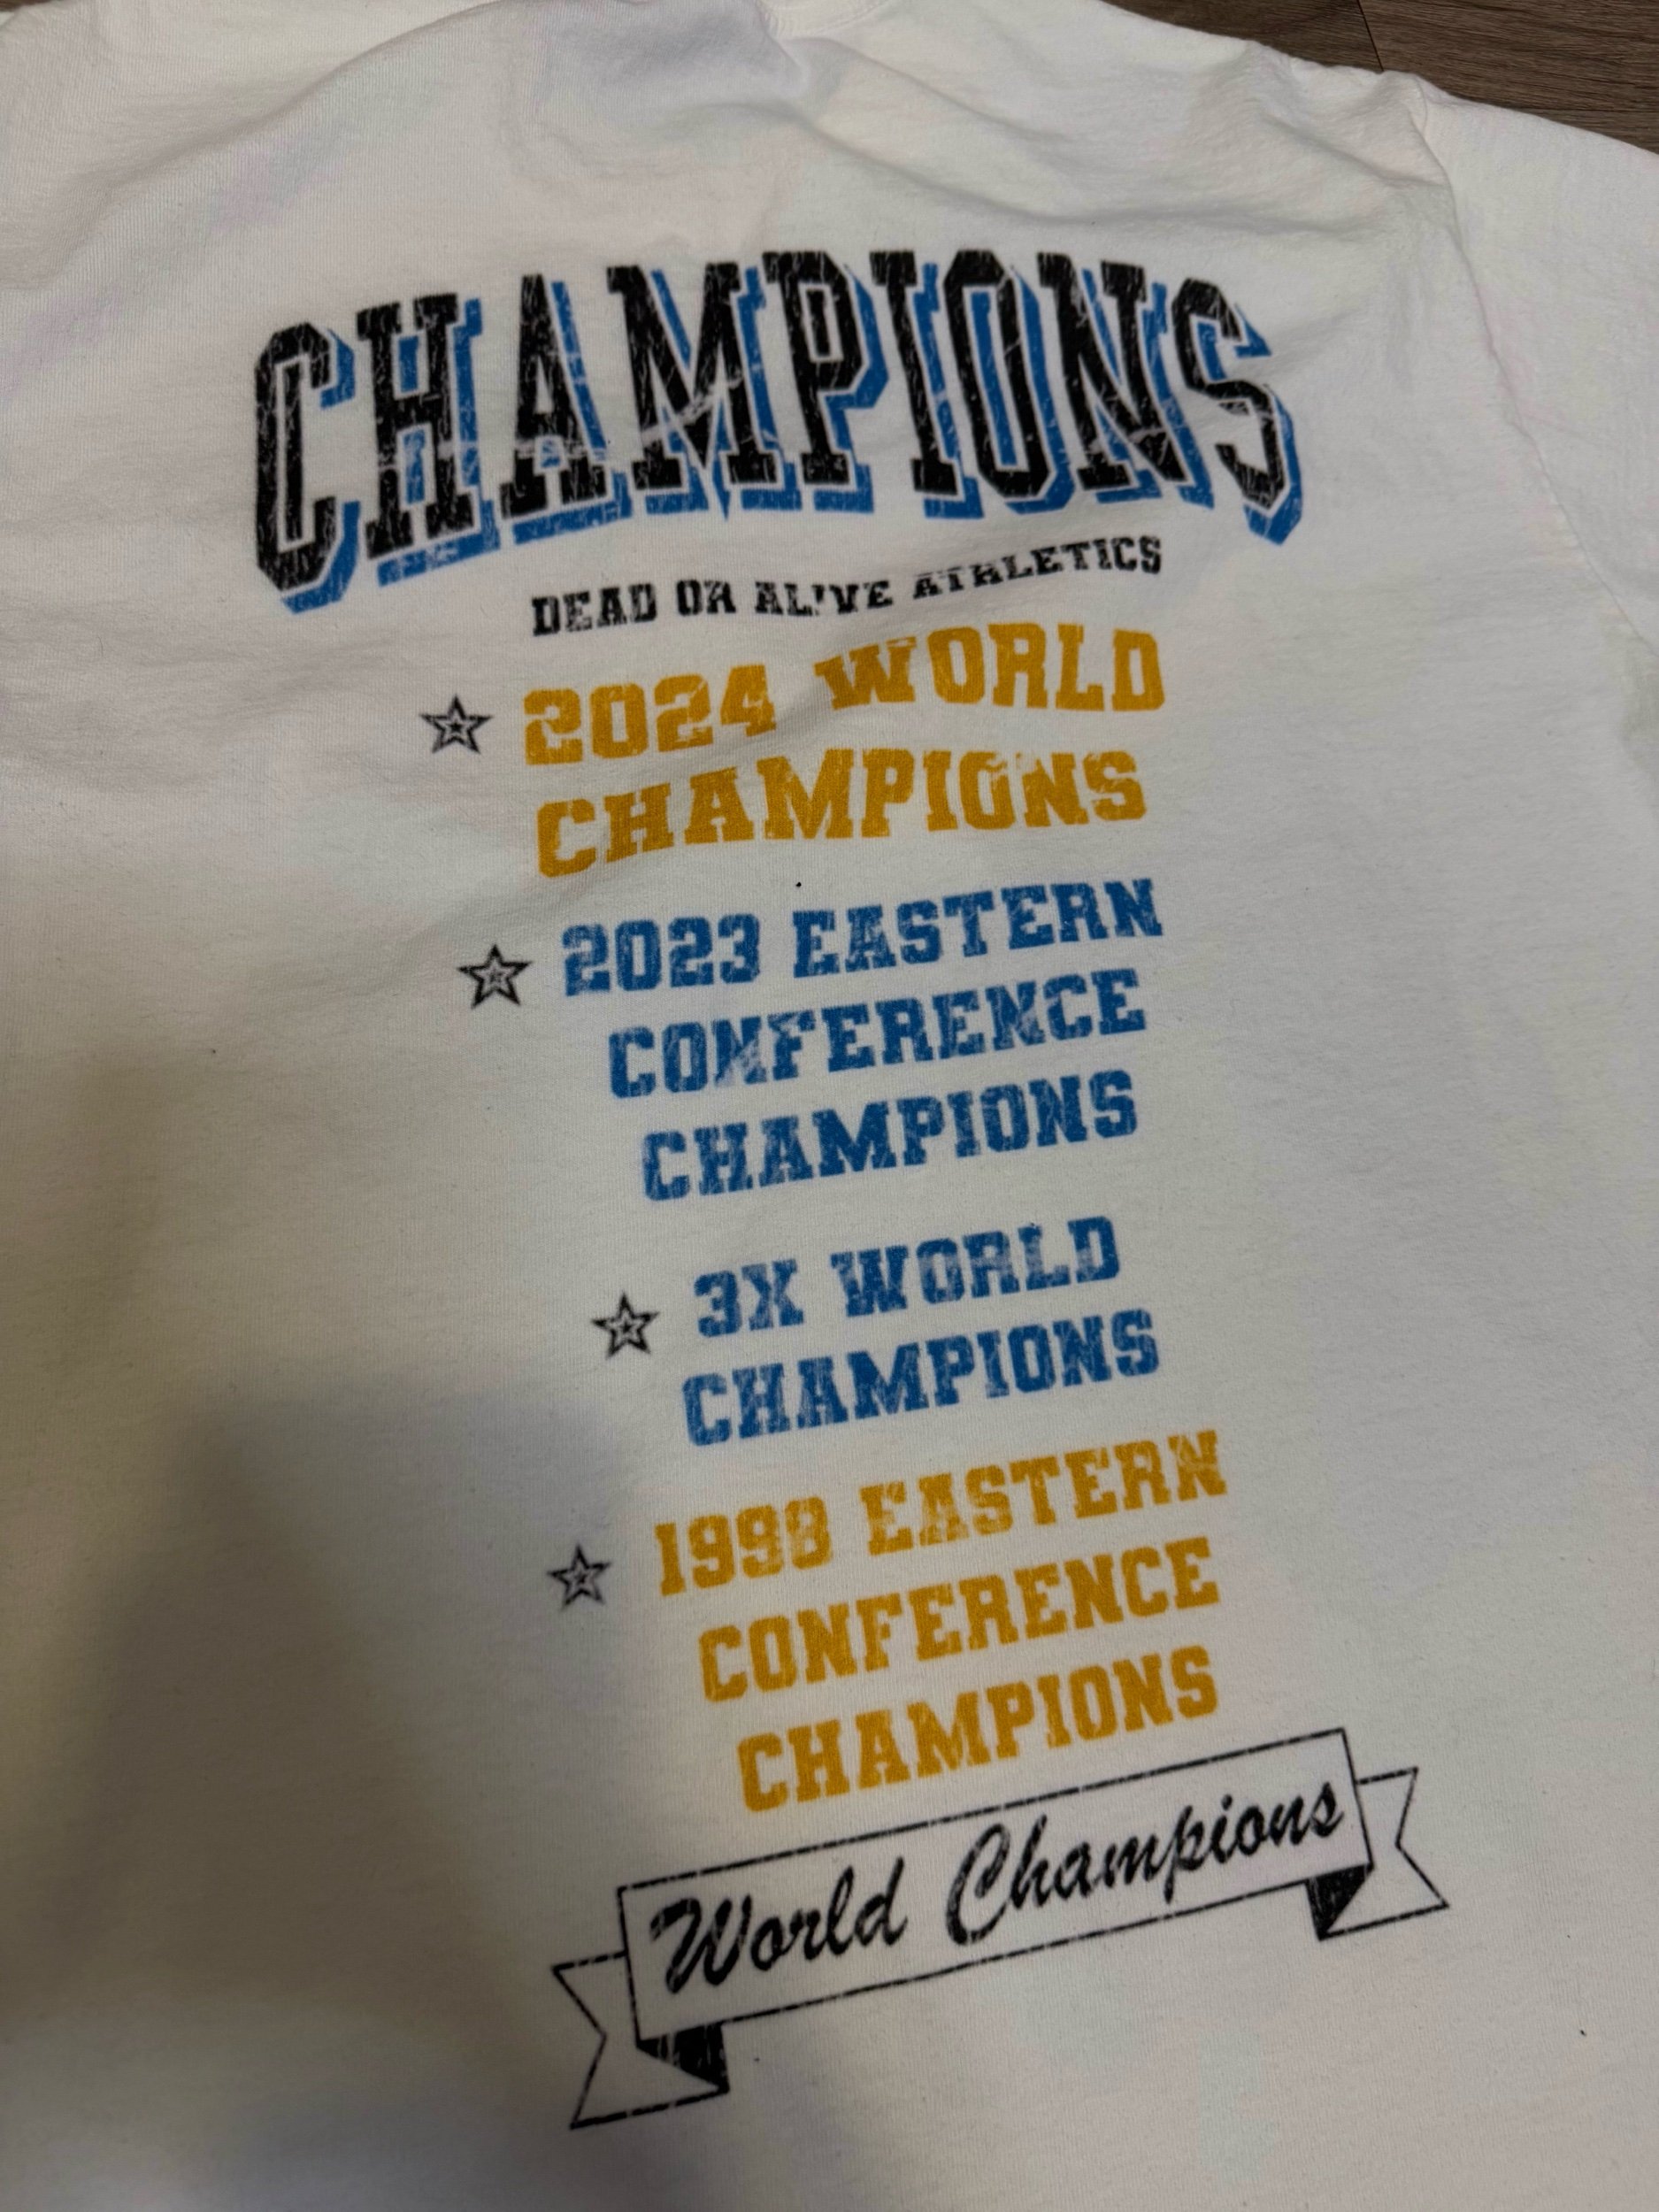 CHAMPIONS
DEAD OR ALIVE ATHLETICS
2024 WORLD
CHAMPIONS
2023 EASTERN
CONFERENCE
CHAMPIONS
3X WORLD
CHAMPIONS
1998 EASTERN
CONFERENCE
CHAMPIONS
World Champions